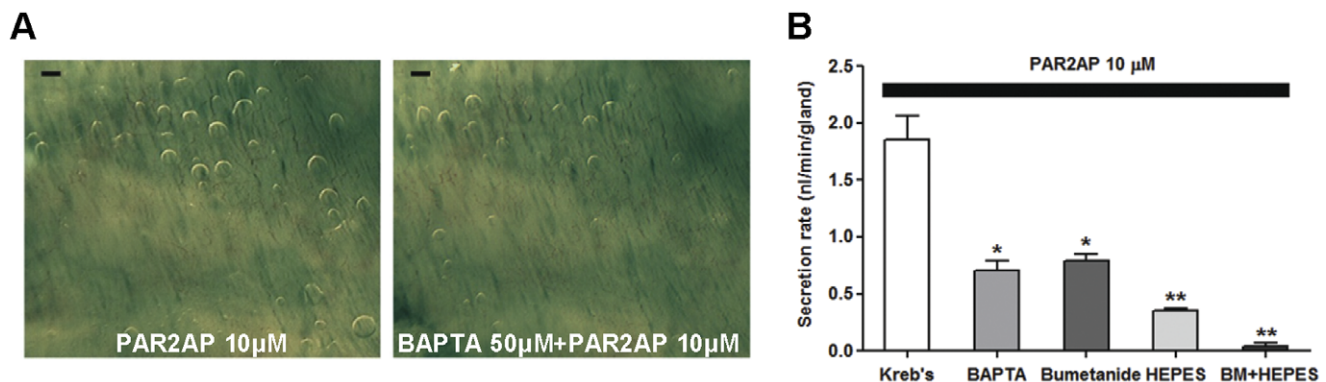 A
PAR2AP 10µM
BAPTA 50µM+PAR2AP 10µM
B
PAR2AP 10 µM
Secretion rate (nl/min/gland)
2.5
2.0
1.5
1.0
0.5
0.0
*
*
**
**
Kreb's BAPTA Bumetanide HEPES BM+HEPES